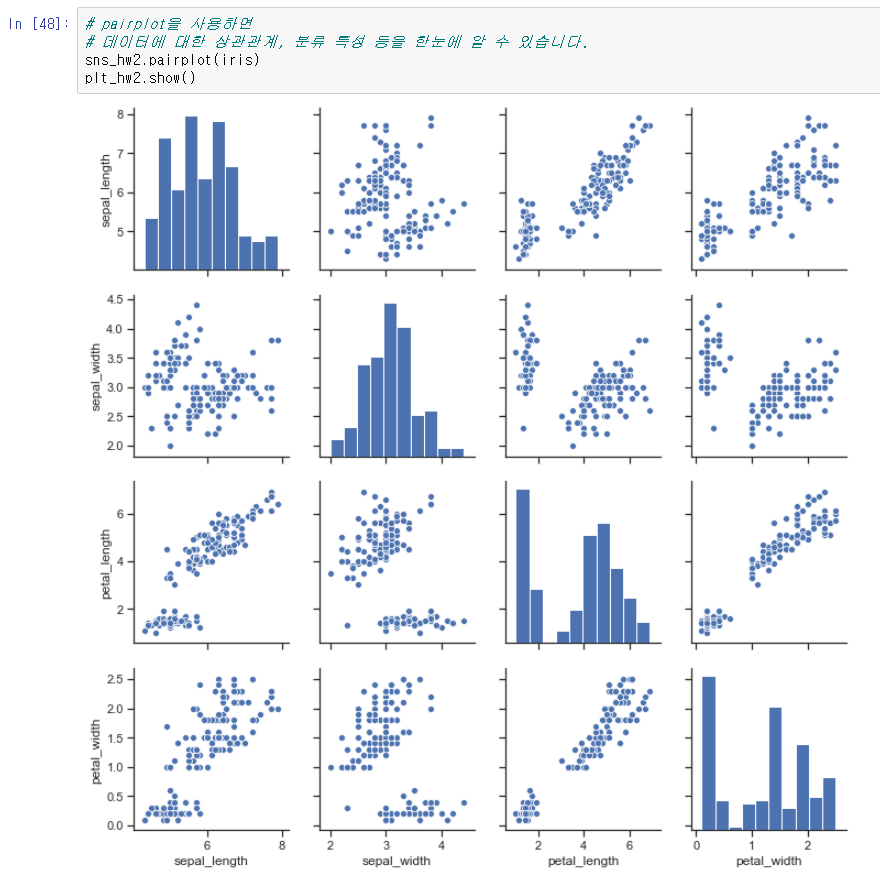 In [48]:
# pairplot을 사용하면
# 데이터에 대한 상관관계, 분류 특성 등을 한눈에 알 수 있습니다.
sns_hw2.pairplot(iris)
plt_hw2.show()
8
7
6
5
sepal_length
4.5
4.0
3.5
3.0
2.5
2.0
sepal_width
6
4
2
petal_length
2.5
2.0
1.5
1.0
0.5
0.0
petal_width
6 8
2 4
2 4 6
0 1 2
sepal_length sepal_width petal_length petal_width